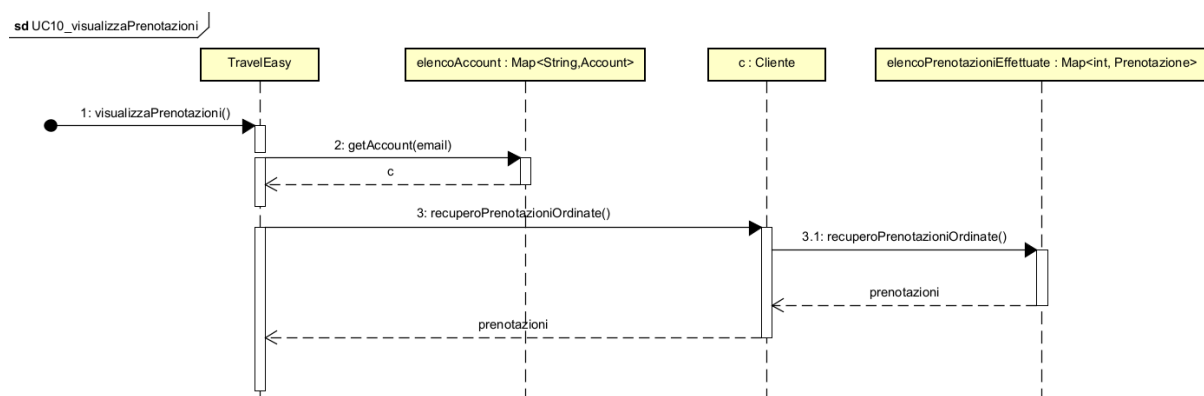 sd UC10_visualizzaPrenotazioni
TravelEasy
elencoAccount : Map<String,Account>
c : Cliente
elencoPrenotazioniEffettuate : Map<int, Prenotazione>
1: visualizzaPrenotazioni()
2: getAccount(email)
c
3: recuperoPrenotazioniOrdinate()
3.1: recuperoPrenotazioniOrdinate()
prenotazioni
prenotazioni